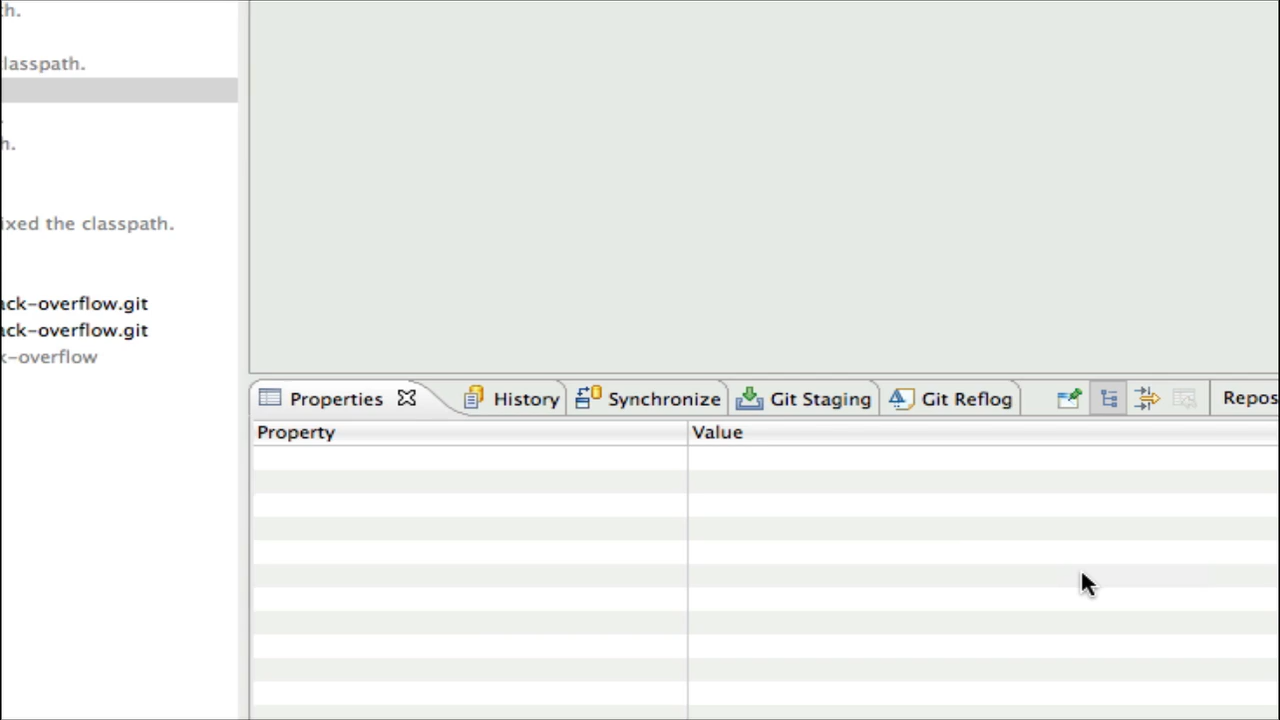 th.
classpath.
h.
ixed the classpath.
ack-overflow.git
ack-overflow.git
k-overflow
Properties History Synchronize Git Staging Git Reflog Repos
Property Value